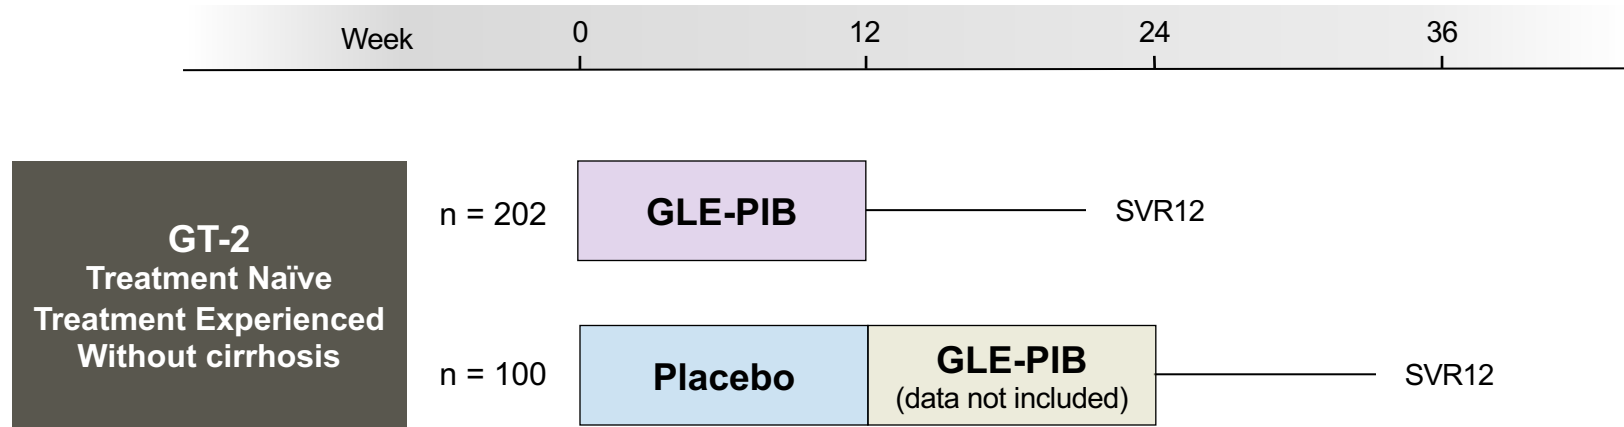 Week 0 12 24 36
GT-2
Treatment Naïve
Treatment Experienced
Without cirrhosis
n = 202 GLE-PIB SVR12
n = 100 Placebo GLE-PIB SVR12
(data not included)